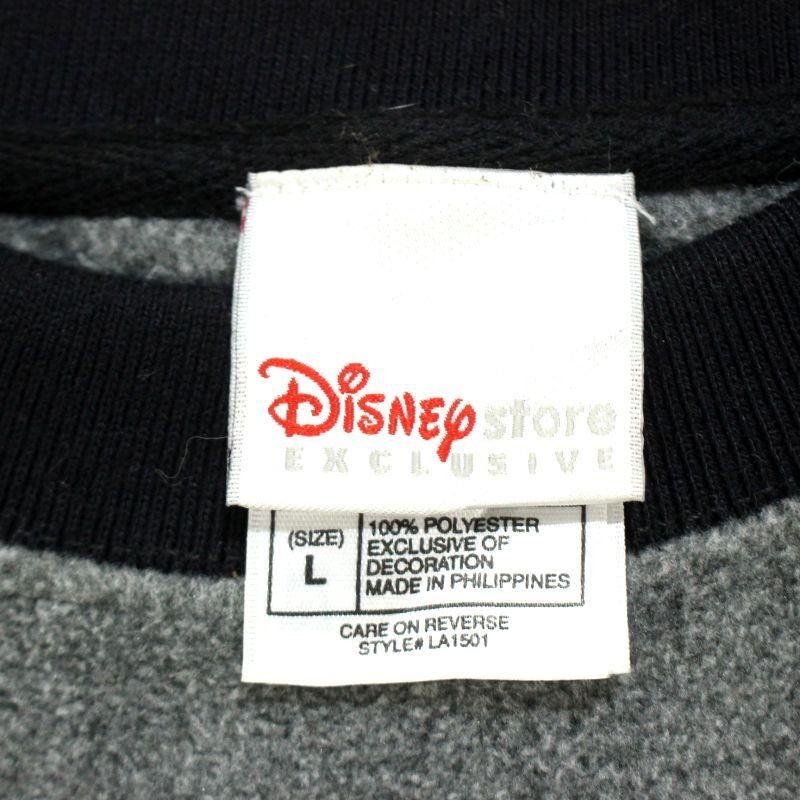 Disney store
EXCLUSIVE
(SIZE)
L
100% POLYESTER
EXCLUSIVE OF
DECORATION
MADE IN PHILIPPINES
CARE ON REVERSE
STYLE# LA1501